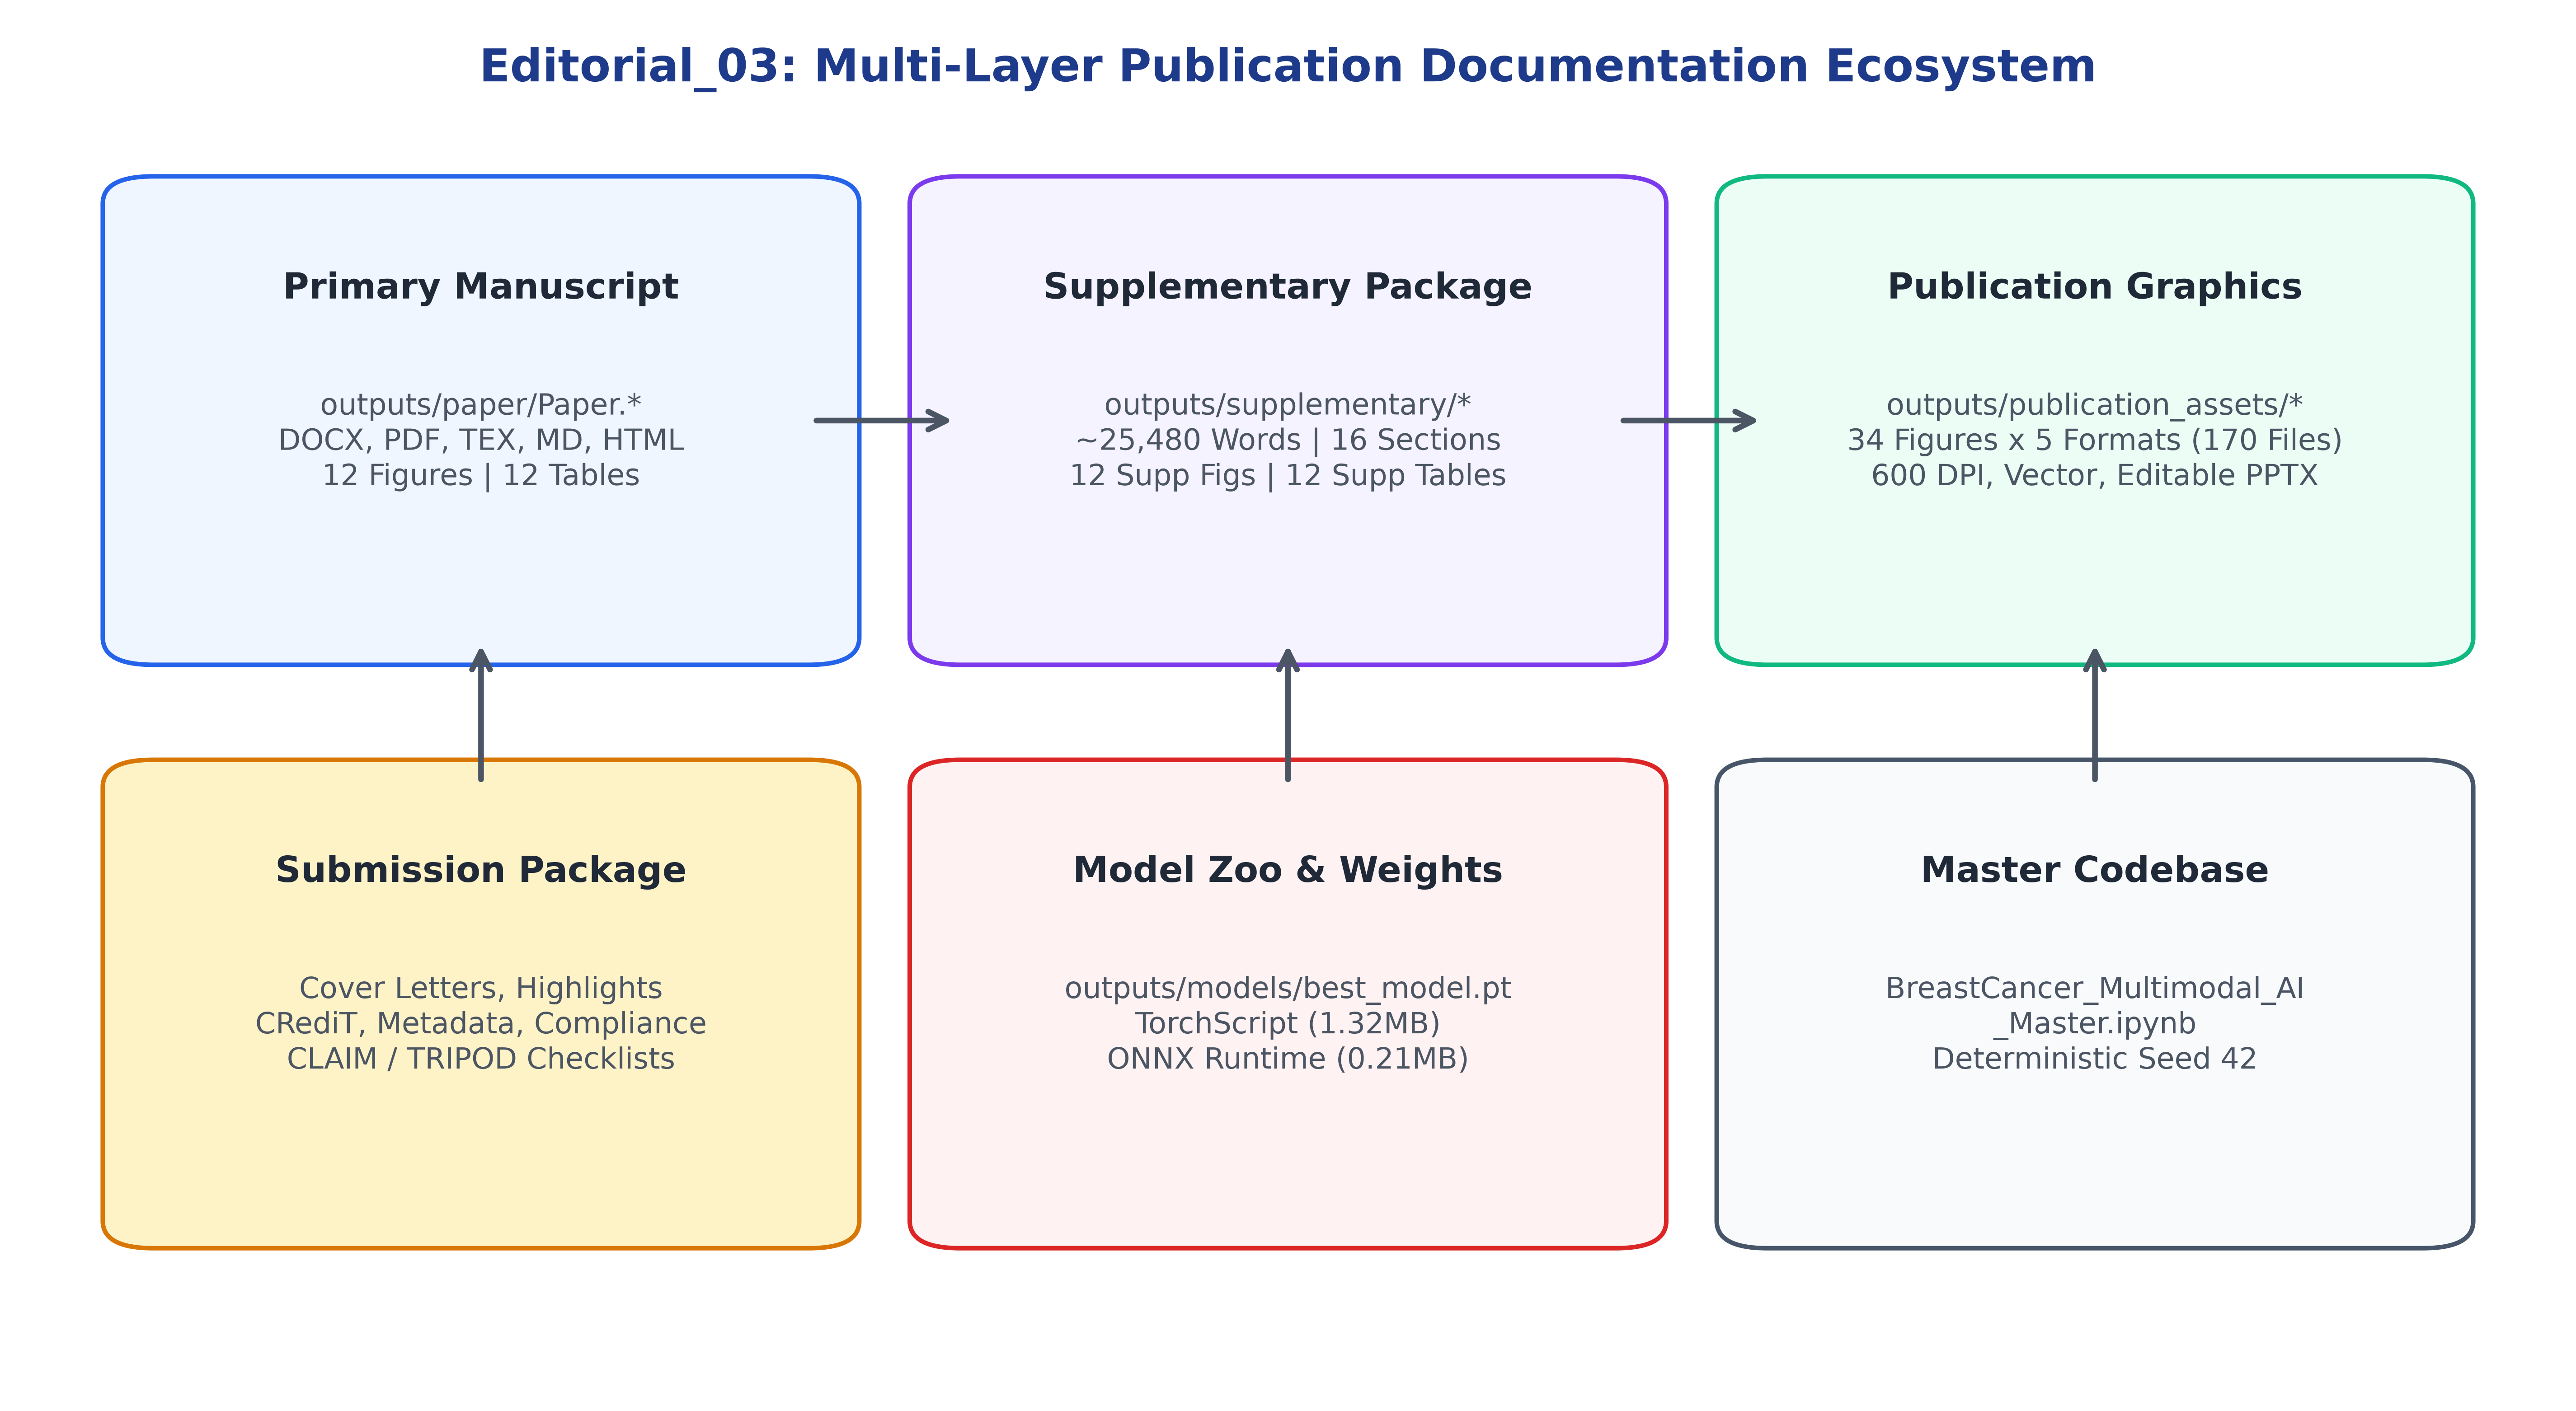 Editorial_03: Multi-Layer Publication Documentation Ecosystem
Primary Manuscript
outputs/paper/Paper.*
DOCX, PDF, TEX, MD, HTML
12 Figures | 12 Tables
Supplementary Package
outputs/supplementary/*
~25,480 Words | 16 Sections
12 Supp Figs | 12 Supp Tables
Publication Graphics
outputs/publication_assets/*
34 Figures x 5 Formats (170 Files)
600 DPI, Vector, Editable PPTX
Submission Package
Cover Letters, Highlights
CRediT, Metadata, Compliance
CLAIM / TRIPOD Checklists
Model Zoo & Weights
outputs/models/best_model.pt
TorchScript (1.32MB)
ONNX Runtime (0.21MB)
Master Codebase
BreastCancer_Multimodal_AI
_Master.ipynb
Deterministic Seed 42